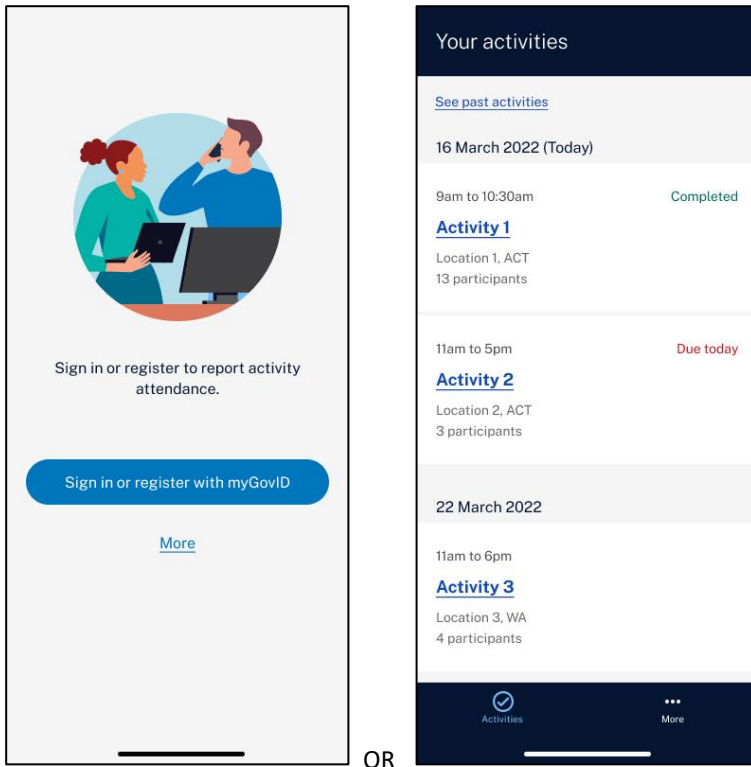 Sign in or register to report activity
attendance.
Sign in or register with myGovID
More
OR
Your activities
See past activities
16 March 2022 (Today)
9am to 10:30am
Completed
Activity 1
Location 1, ACT
13 participants
11am to 5pm
Due today
Activity 2
Location 2, ACT
3 participants
22 March 2022
11am to 6pm
Activity 3
Location 3, WA
4 participants
Activities
More